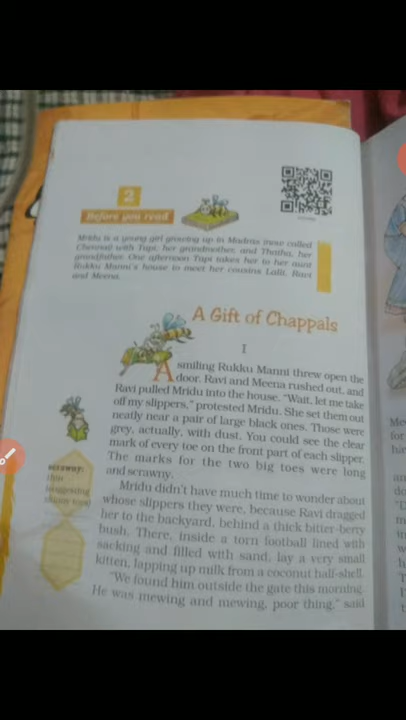 2
Before you read
Mridu is a young girl growing up in Madras now called
Chennai with Tapi, her grandmother, and Thatha, her
grandfather. One afternoon Tapi takes her to her aunt
Rukku Manni's house to meet her cousins Lalli, Ravi
and Meena.
A Gift of Chappals
I
A smiling Rukku Manni threw open the
door. Ravi and Meena rushed out, and
Ravi pulled Mridu into the house. "Wait, let me take
off my slippers," protested Mridu. She set them out
neatly near a pair of large black ones. Those were
grey, actually, with dust. You could see the clear
mark of every toe on the front part of each slipper.
The marks for the two big toes were long
and scrawny.
scrawny:
thin
Mridu didn't have much time to wonder about
whose slippers they were, because Ravi dragged
her to the backyard, behind a thick bitter-berry
bush. There, inside a torn football lined with
sacking and filled with sand, lay a very small
kitten, lapping up milk from a coconut half-shell.
"We found him outside the gate this morning.
He was mewing and mewing, poor thing," said